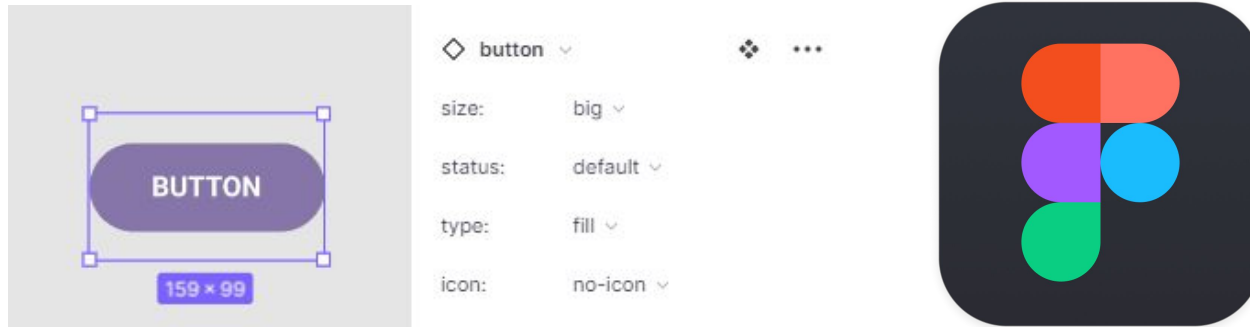 BUTTON
159 × 99
button
size: big
status: default
type: fill
icon: no-icon